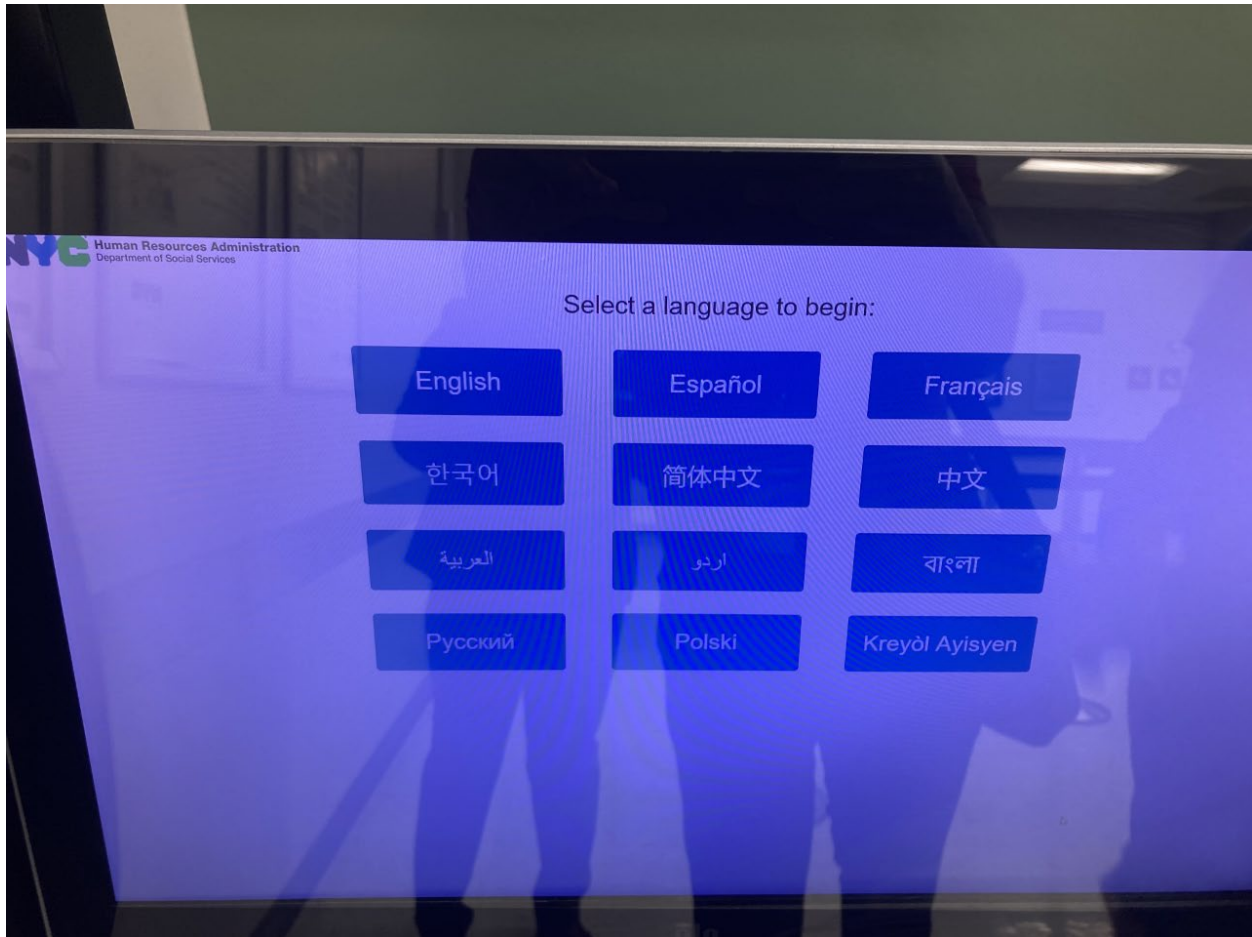 NYC
Human Resources Administration
Department of Social Services
Select a language to begin:
English Español Français
한국어 简体中文 中文
العربية اردو বাংলা
Русский Polski Kreyòl Ayisyen
elo